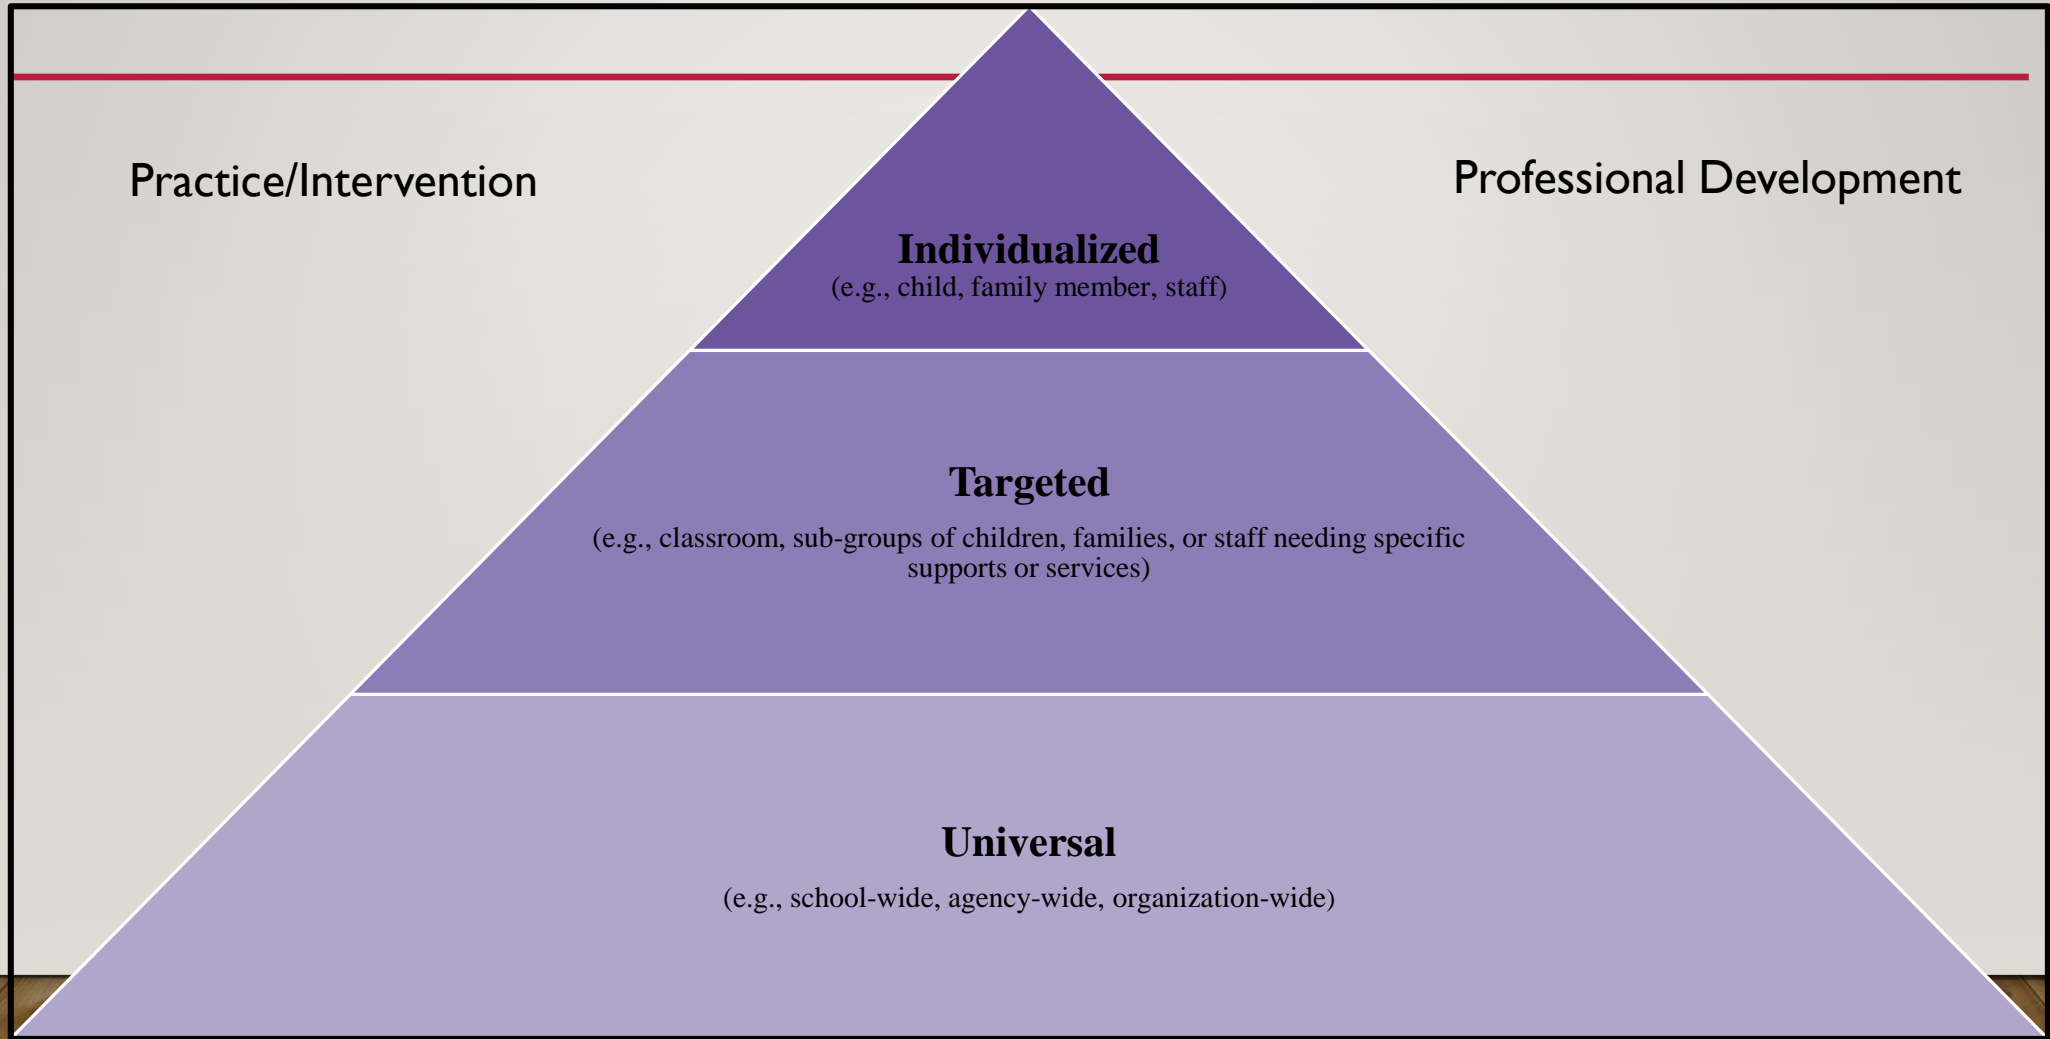 Practice/Intervention
Professional Development
Individualized
(e.g., child, family member, staff)
Targeted
(e.g., classroom, sub-groups of children, families, or staff needing specific
supports or services)
Universal
(e.g., school-wide, agency-wide, organization-wide)